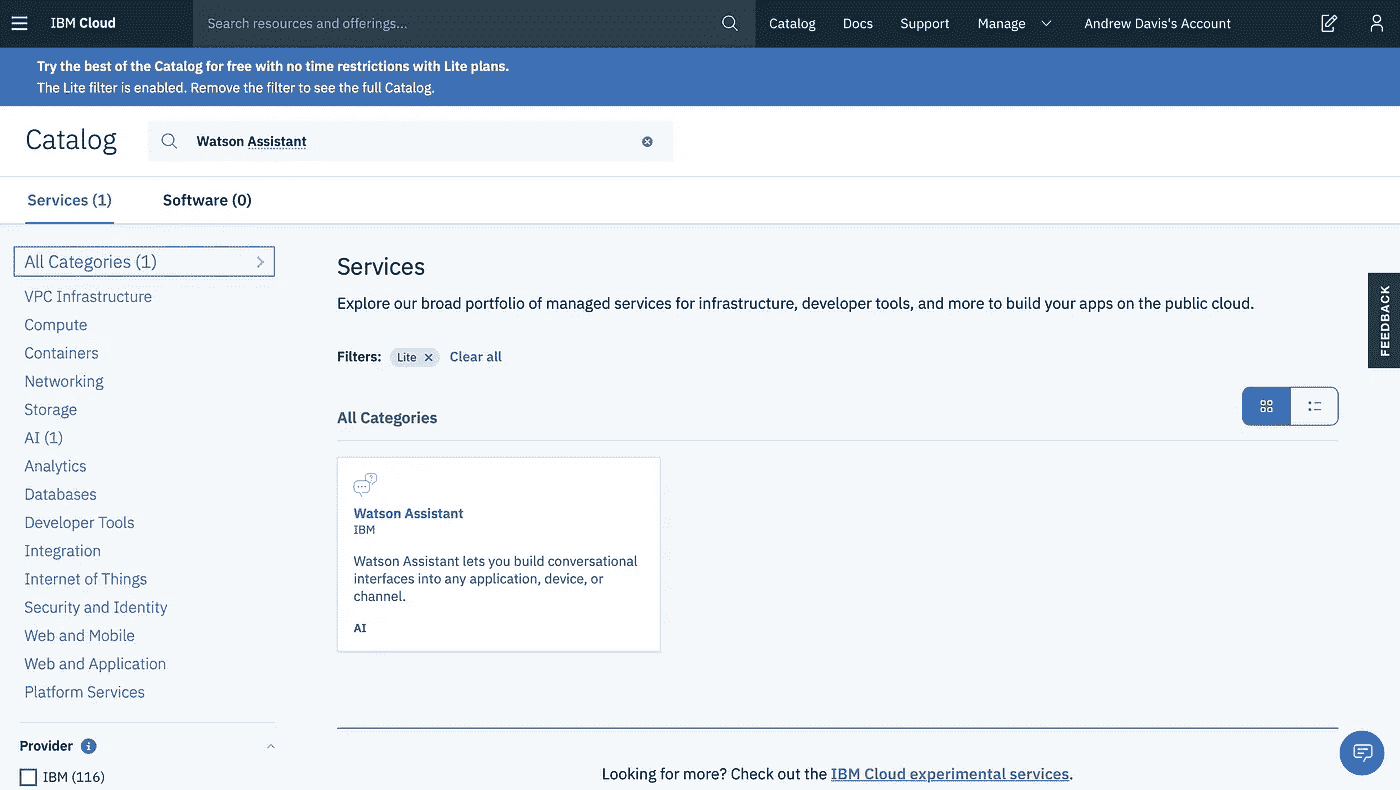 IBM Cloud
Search resources and offerings...
Catalog
Docs
Support
Manage
Andrew Davis's Account
Try the best of the Catalog for free with no time restrictions with Lite plans.
The Lite filter is enabled. Remove the filter to see the full Catalog.
Catalog
Watson Assistant
Services (1)
Software (0)
All Categories (1)
VPC Infrastructure
Compute
Containers
Networking
Storage
AI (1)
Analytics
Databases
Developer Tools
Integration
Internet of Things
Security and Identity
Web and Mobile
Web and Application
Platform Services
Provider
IBM (116)
Services
Explore our broad portfolio of managed services for infrastructure, developer tools, and more to build your apps on the public cloud.
Filters: Lite Clear all
All Categories
Watson Assistant
IBM
Watson Assistant lets you build conversational
interfaces into any application, device, or
channel.
AI
Looking for more? Check out the IBM Cloud experimental services.
FEEDBACK